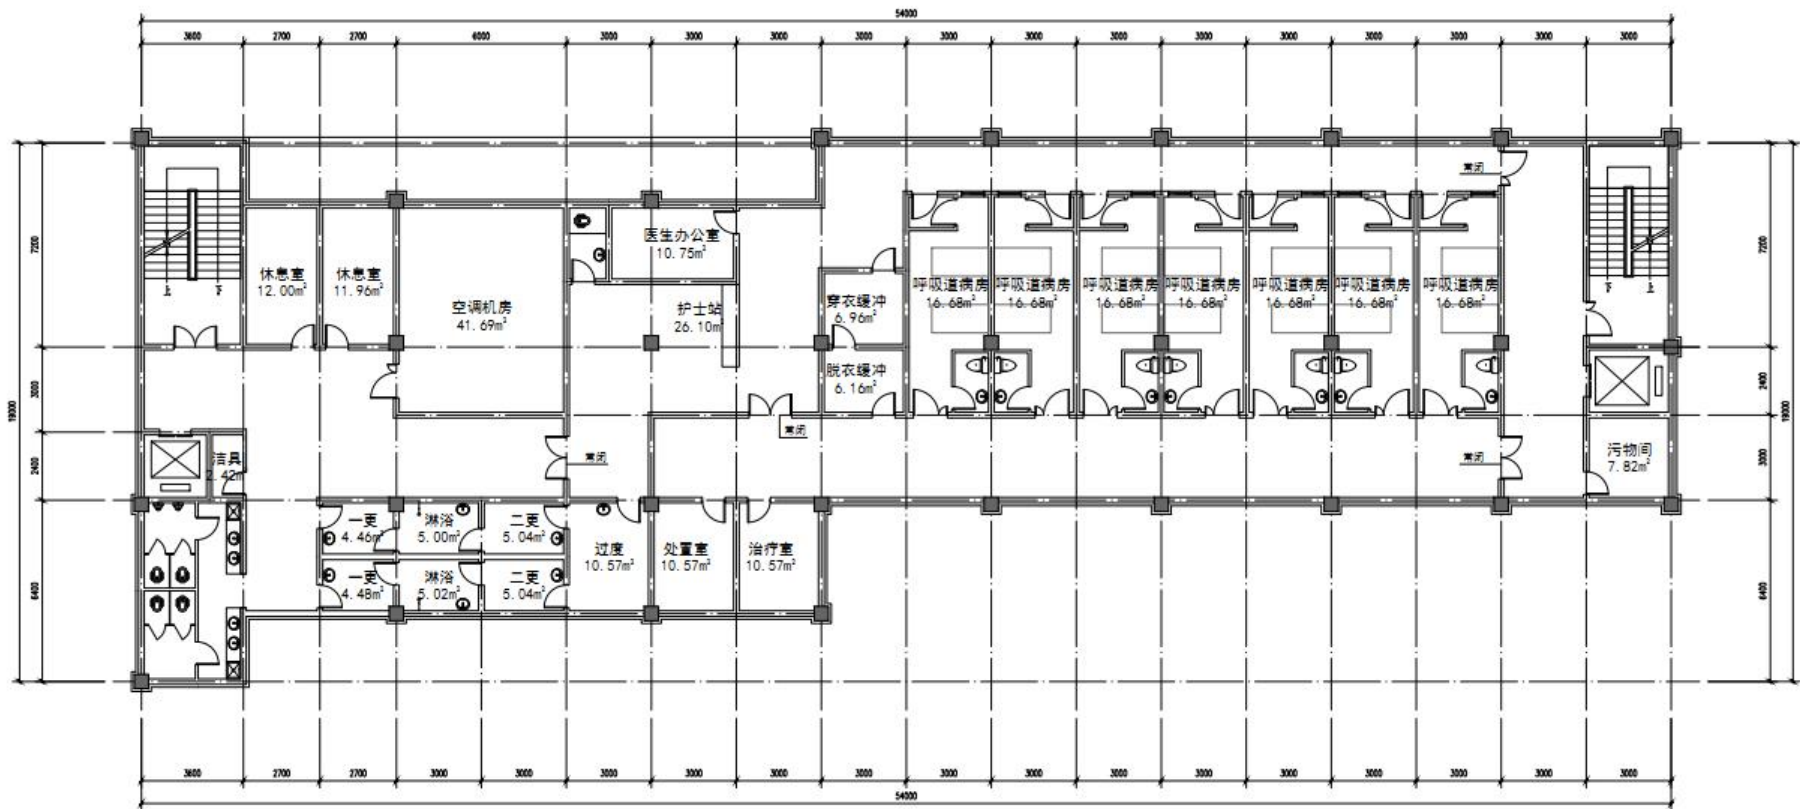 54000
3600 2700 2700 6000 3000 3000 3000 3000 3000 3000 3000 3000 3000 3000 3000 3000 3000
常闭
7200
7200
医生办公室
10.75m²
休息室
12.00m²
休息室
11.96m²
空调机房
41.69m²
护士站
26.10m²
穿衣缓冲
6.96m²
呼吸道病房
16.68m²
呼吸道病房
16.68m²
呼吸道病房
16.68m²
呼吸道病房
16.68m²
呼吸道病房
16.68m²
呼吸道病房
16.68m²
呼吸道病房
16.68m²
上 下
下 上
3000
脱衣缓冲
6.16m²
2400
19000
19000
常闭
洁具
2.42m²
2400
常闭
常闭
污物间
7.82m²
3000
一更
4.46m²
淋浴
5.00m²
二更
5.04m²
过度
10.57m²
处置室
10.57m²
治疗室
10.57m²
一更
4.48m²
淋浴
5.02m²
二更
5.04m²
6400
6400
3600 2700 2700 3000 3000 3000 3000 3000 3000 3000 3000 3000 3000 3000 3000 3000 3000 3000
54000